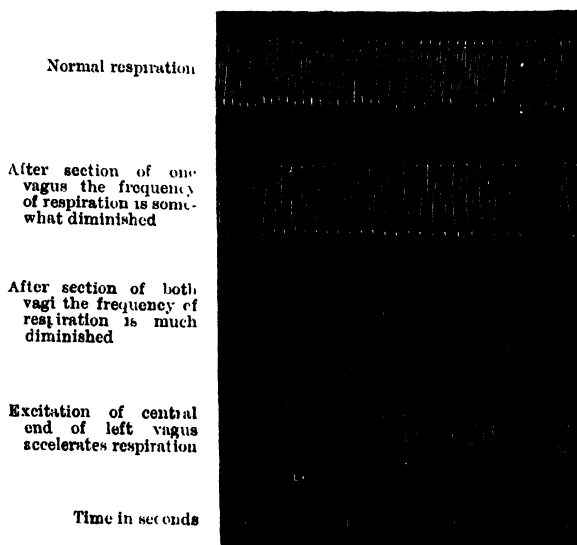 Normal respiration
After section of one
vagus the frequency
of respiration is some-
what diminished
After section of both
vagi the frequency of
respiration is much
diminished
Excitation of central
end of left vagus
accelerates respiration
Time in seconds